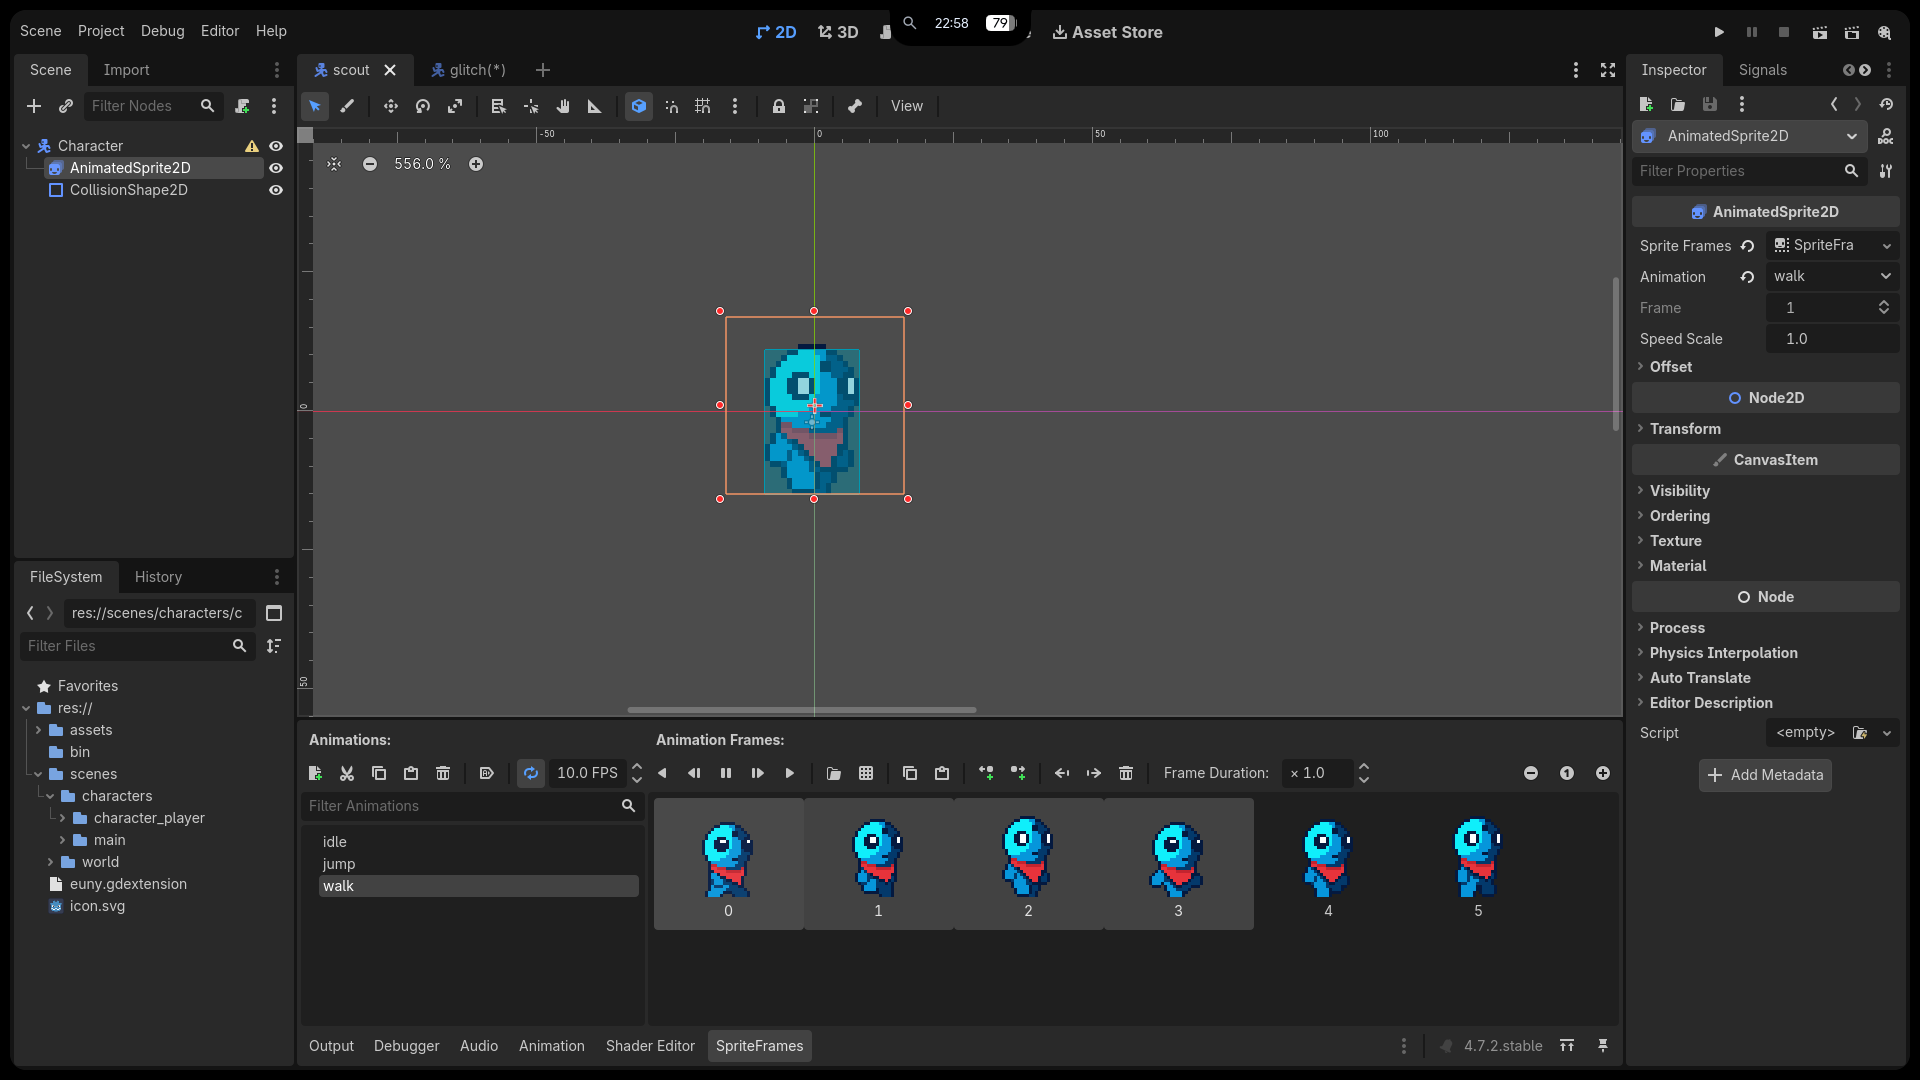 Scene Project Debug Editor Help
2D 3D
22:58 79
Asset Store
Scene Import
scout glitch(*)
Inspector Signals
Filter Nodes
View
Character
AnimatedSprite2D
CollisionShape2D
-50 0 50 100
556.0 %
0
50
AnimatedSprite2D
Filter Properties
AnimatedSprite2D
Sprite Frames SpriteFra
Animation walk
Frame 1
Speed Scale 1.0
Offset
Node2D
Transform
CanvasItem
Visibility
Ordering
Texture
Material
Node
Process
Physics Interpolation
Auto Translate
Editor Description
Script <empty>
Add Metadata
FileSystem History
res://scenes/characters/c
Filter Files
Favorites
res://
assets
bin
scenes
characters
character_player
main
world
euny.gdextension
icon.svg
Animations:
10.0 FPS
Filter Animations
idle
jump
walk
Animation Frames:
Frame Duration: × 1.0
0 1 2 3 4 5
Output Debugger Audio Animation Shader Editor SpriteFrames
4.7.2.stable